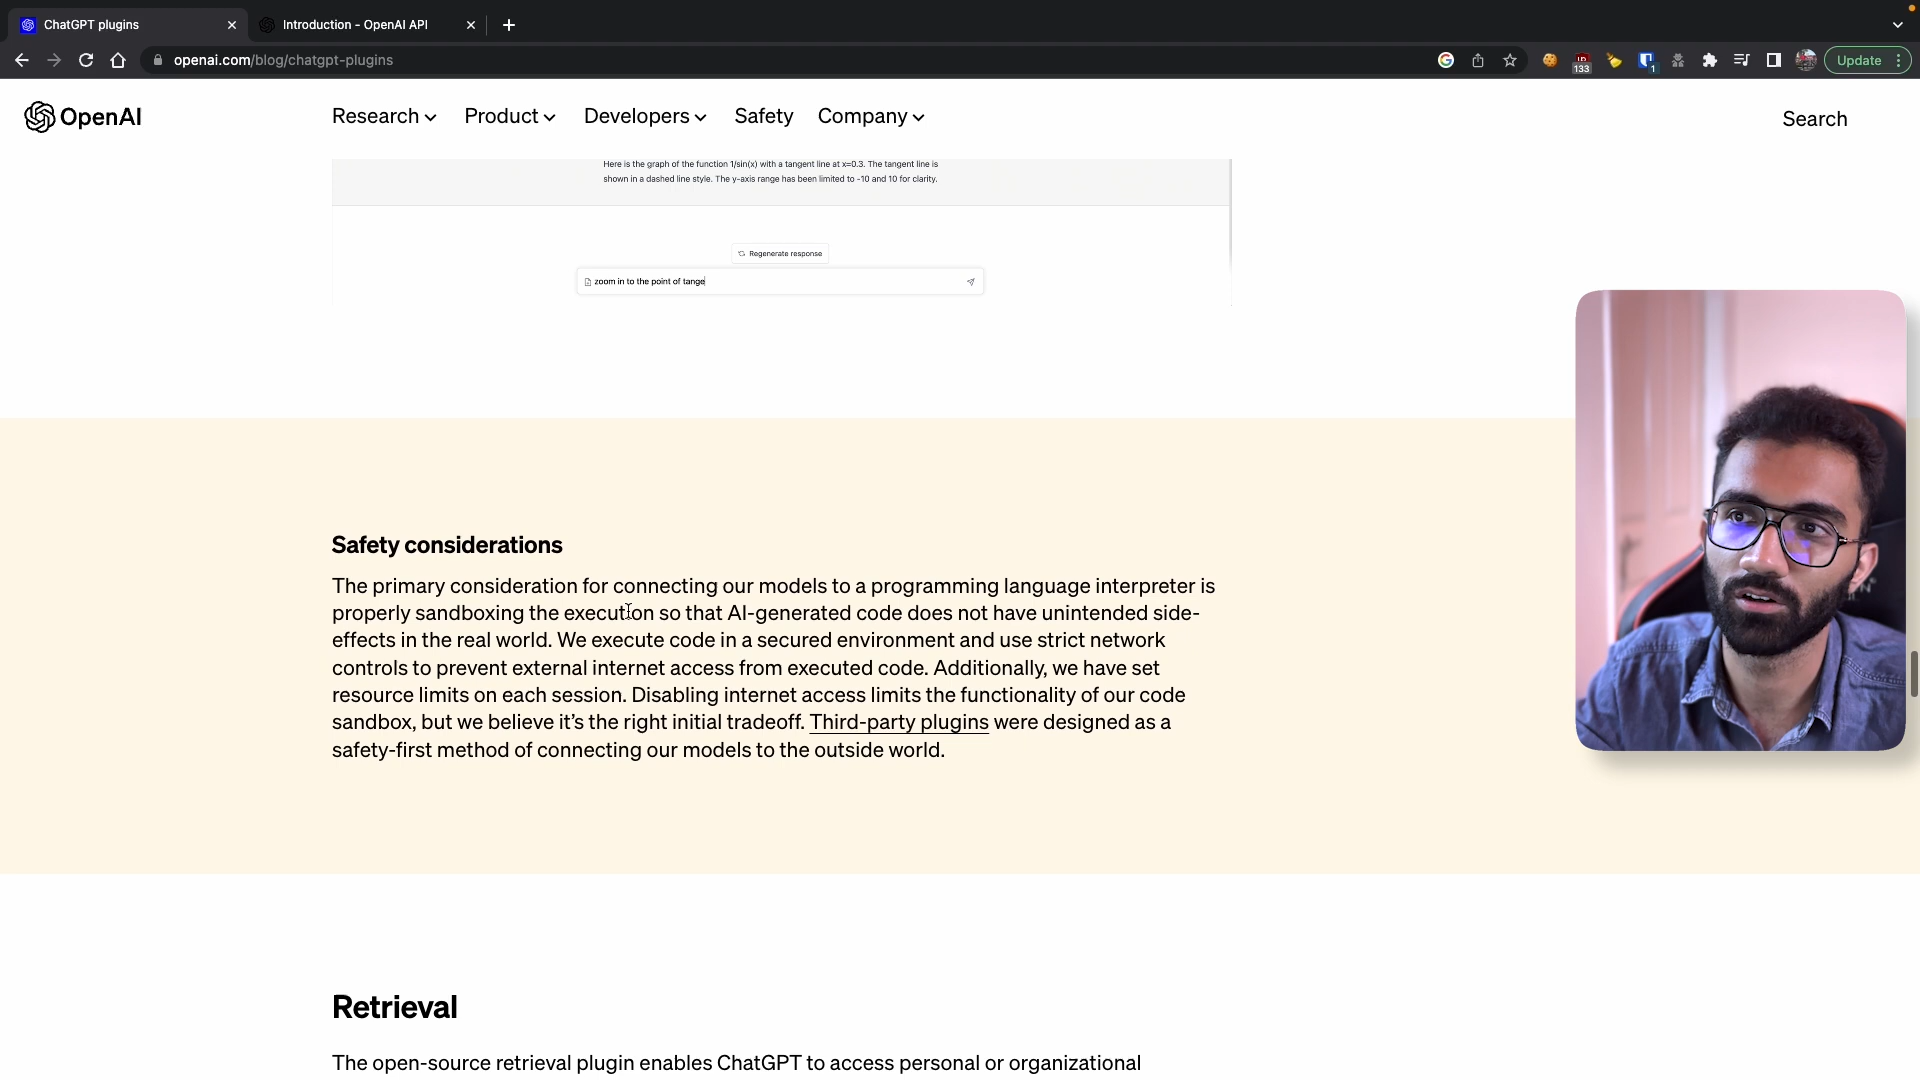 ChatGPT plugins
Introduction - OpenAI API
openai.com/blog/chatgpt-plugins
133
1
Update
OpenAI
Research
Product
Developers
Safety
Company
Search
Here is the graph of the function 1/sin(x) with a tangent line at x=0.3. The tangent line is
shown in a dashed line style. The y-axis range has been limited to -10 and 10 for clarity.
Regenerate response
zoom in to the point of tange
Safety considerations
The primary consideration for connecting our models to a programming language interpreter is
properly sandboxing the execution so that AI-generated code does not have unintended side-
effects in the real world. We execute code in a secured environment and use strict network
controls to prevent external internet access from executed code. Additionally, we have set
resource limits on each session. Disabling internet access limits the functionality of our code
sandbox, but we believe it’s the right initial tradeoff. Third-party plugins were designed as a
safety-first method of connecting our models to the outside world.
Retrieval
The open-source retrieval plugin enables ChatGPT to access personal or organizational